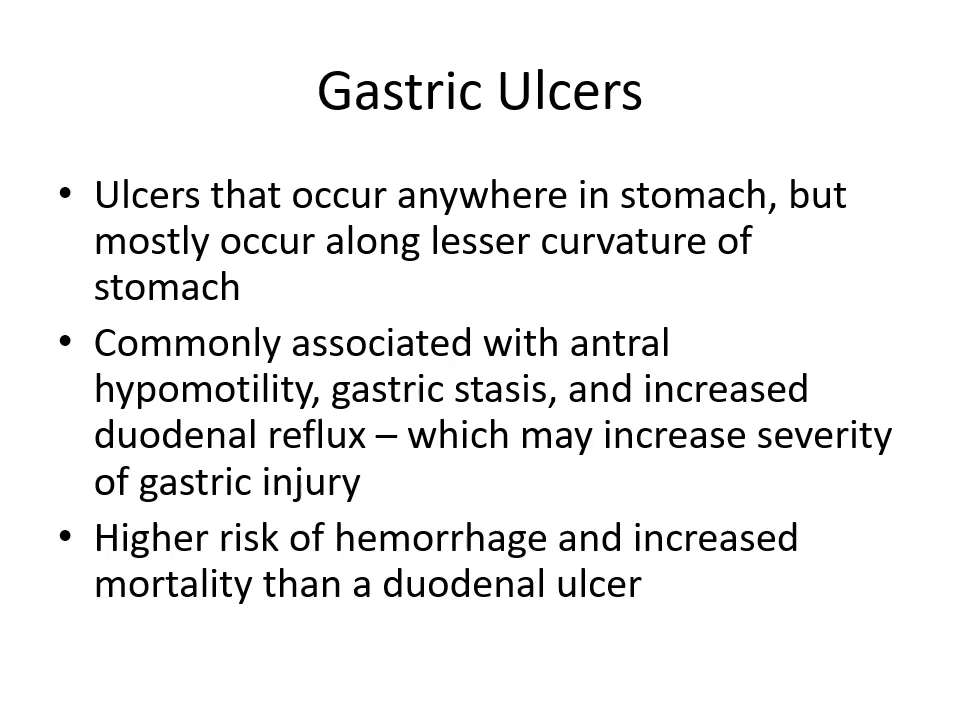 Gastric Ulcers
• Ulcers that occur anywhere in stomach, but
mostly occur along lesser curvature of
stomach
• Commonly associated with antral
hypomotility, gastric stasis, and increased
duodenal reflux – which may increase severity
of gastric injury
• Higher risk of hemorrhage and increased
mortality than a duodenal ulcer